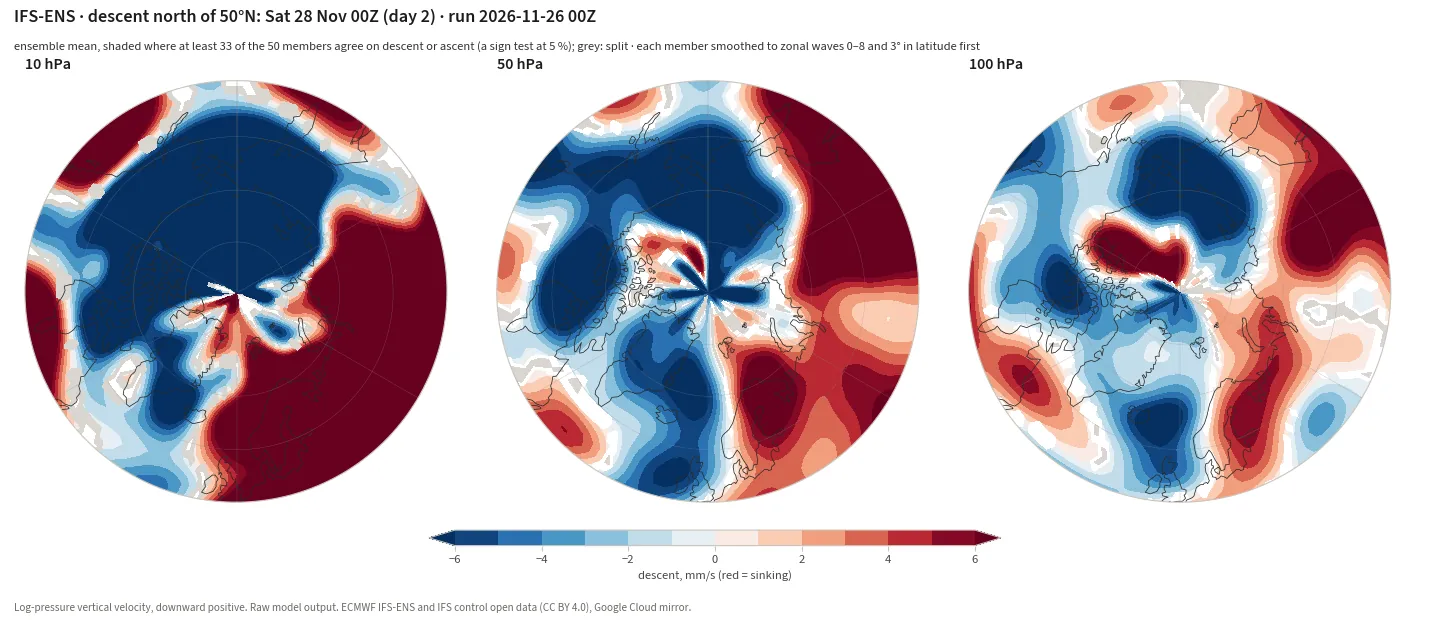 IFS-ENS · descent north of 50°N: Sat 28 Nov 00Z (day 2) · run 2026-11-26 00Z
ensemble mean, shaded where at least 33 of the 50 members agree on descent or ascent (a sign test at 5 %); grey: split · each member smoothed to zonal waves 0–8 and 3° in latitude first
10 hPa
50 hPa
100 hPa
−6
−4
−2
0
2
4
6
descent, mm/s (red = sinking)
Log-pressure vertical velocity, downward positive. Raw model output. ECMWF IFS-ENS and IFS control open data (CC BY 4.0), Google Cloud mirror.